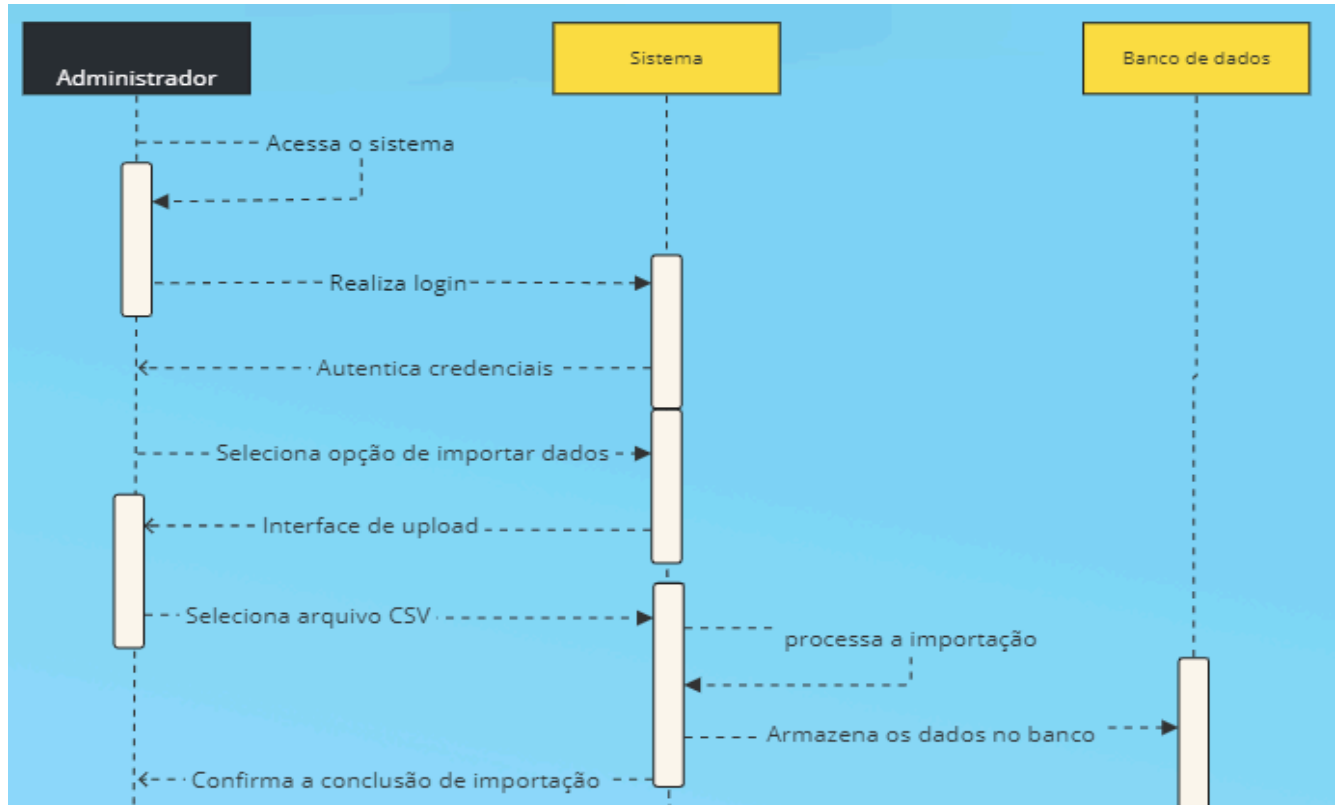 Administrador
Sistema
Banco de dados
Acessa o sistema
Realiza login
Autentica credenciais
Seleciona opção de importar dados
Interface de upload
Seleciona arquivo CSV
processa a importação
Armazena os dados no banco
Confirma a conclusão de importação